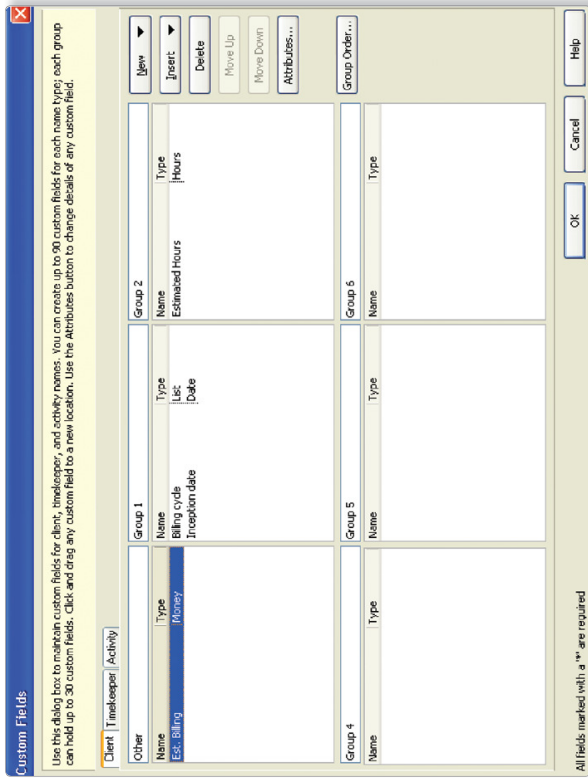 Custom Fields
Use this dialog box to maintain custom fields for client, timekeeper, and activity names. You can create up to 90 custom fields for each name type; each group
can hold up to 30 custom fields. Click and drag any custom field to a new location. Use the Attributes button to change details of any custom field.
Client Timekeeper Activity
Other Group 1 Group 2
Name Type Name Type Name Type
Est. Billing Money Billing cycle List Estimated Hours Hours
Inception date Date
New
Insert
Delete
Move Up
Move Down
Attributes...
Group 4 Group 5 Group 6
Name Type Name Type Name Type
Group Order...
All fields marked with a "*" are required
OK Cancel Help